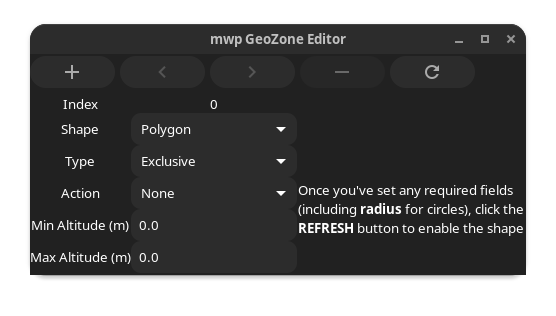 mwp GeoZone Editor
Index 0
Shape Polygon
Type Exclusive
Action None
Min Altitude (m) 0.0
Max Altitude (m) 0.0
Once you've set any required fields
(including radius for circles), click the
REFRESH button to enable the shape